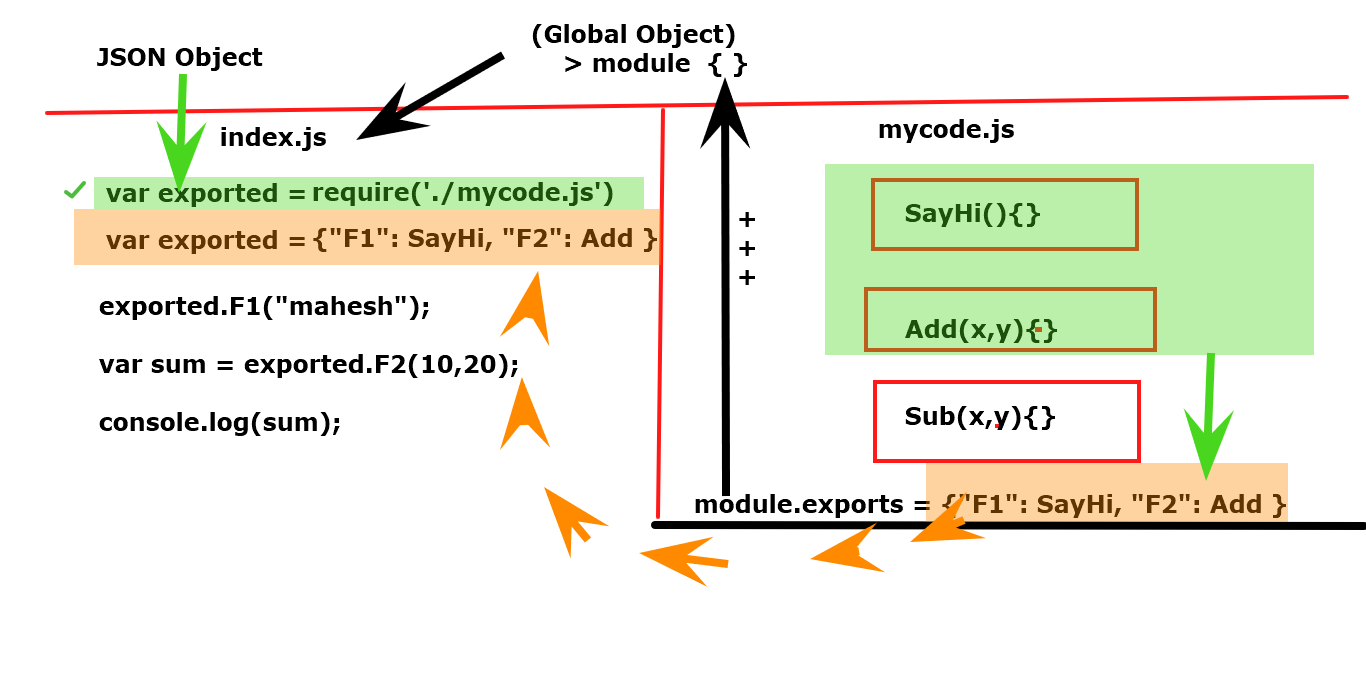 (Global Object)
> module { }
JSON Object
index.js
var exported = require('./mycode.js')
var exported = {"F1": SayHi, "F2": Add }
exported.F1("mahesh");
var sum = exported.F2(10,20);
console.log(sum);
+
+
+
mycode.js
SayHi(){}
Add(x,y){}
Sub(x,y){}
module.exports = {"F1": SayHi, "F2": Add }